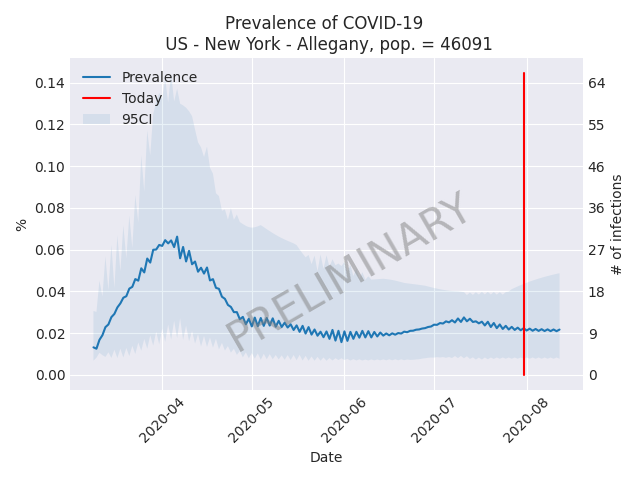 Prevalence of COVID-19
US - New York - Allegany, pop. = 46091
Prevalence
Today
95CI
0.14
0.12
0.10
0.08
0.06
0.04
0.02
0.00
%
64
55
46
36
27
18
9
0
# of infections
PRELIMINARY
2020-04
2020-05
2020-06
2020-07
2020-08
Date